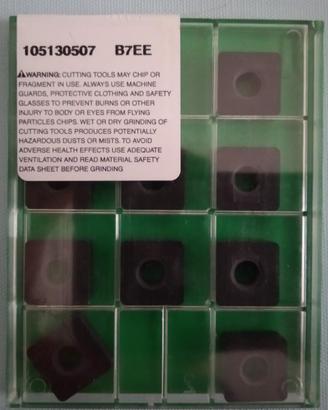 105130507 B7EE
⚠WARNING: CUTTING TOOLS MAY CHIP OR
FRAGMENT IN USE. ALWAYS USE MACHINE
GUARDS, PROTECTIVE CLOTHING AND SAFETY
GLASSES TO PREVENT BURNS OR OTHER
INJURY TO BODY OR EYES FROM FLYING
PARTICLES CHIPS. WET OR DRY GRINDING OF
CUTTING TOOLS PRODUCES POTENTIALLY
HAZARDOUS DUSTS OR MISTS. TO AVOID
ADVERSE HEALTH EFFECTS USE ADEQUATE
VENTILATION AND READ MATERIAL SAFETY
DATA SHEET BEFORE GRINDING